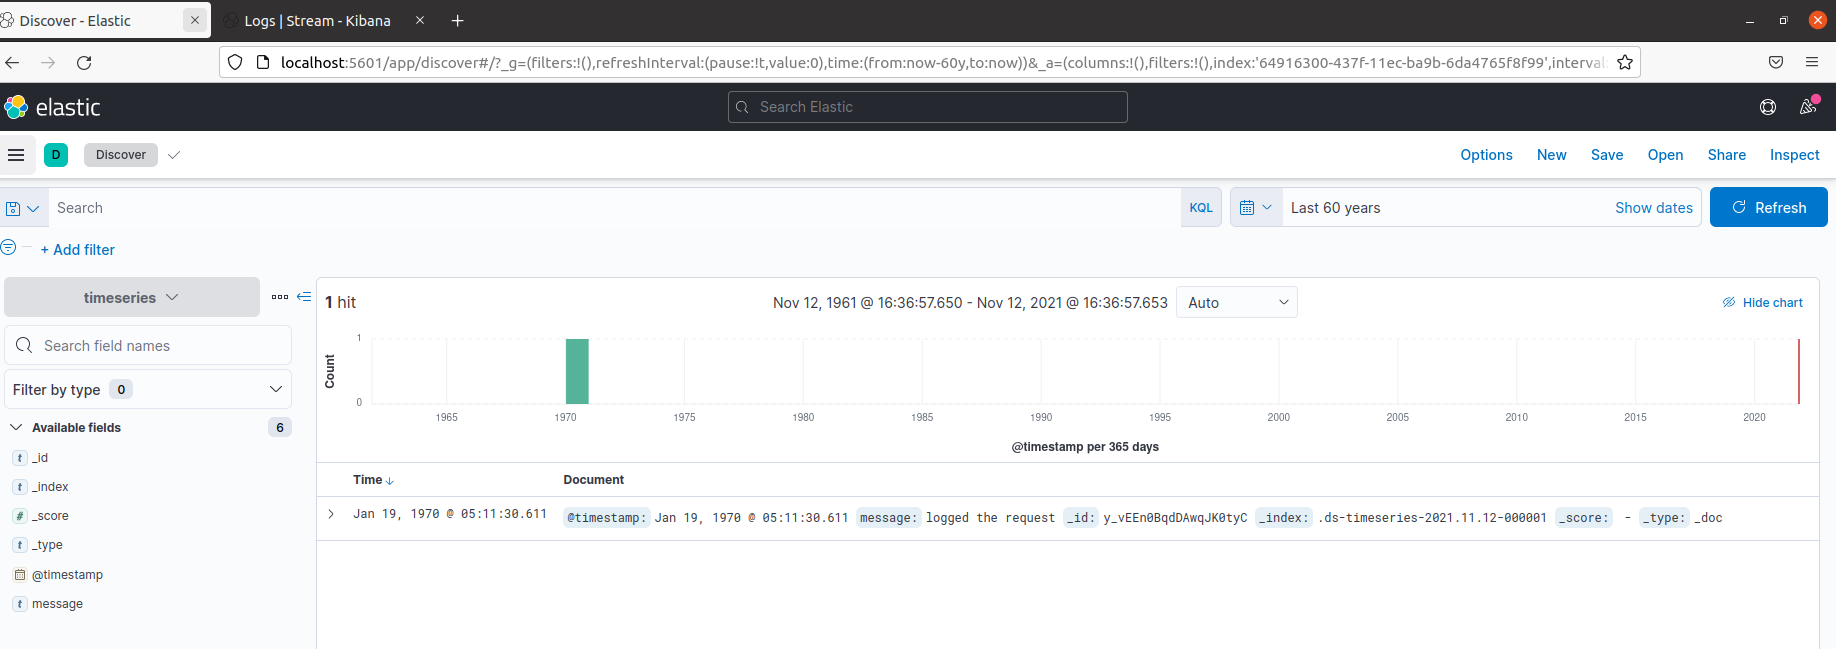 Discover - Elastic
Logs | Stream - Kibana
localhost:5601/app/discover#/?_g=(filters:!(),refreshInterval:(pause:!t,value:0),time:(from:now-60y,to:now))&_a=(columns:!(),filters:!(),index:'64916300-437f-11ec-ba9b-6da4765f8f99',interval:
elastic
Search Elastic
D
Discover
Options New Save Open Share Inspect
Search
KQL
Last 60 years
Show dates
Refresh
+ Add filter
timeseries
1 hit
Nov 12, 1961 @ 16:36:57.650 - Nov 12, 2021 @ 16:36:57.653
Auto
Hide chart
Search field names
Filter by type 0
Available fields 6
t _id
t _index
# _score
t _type
@timestamp
t message
Count
1
0
1965 1970 1975 1980 1985 1990 1995 2000 2005 2010 2015 2020
@timestamp per 365 days
Time Document
Jan 19, 1970 @ 05:11:30.611 @timestamp: Jan 19, 1970 @ 05:11:30.611 message: logged the request _id: y_vEEn0BqdDAwqJK0tyC _index: .ds-timeseries-2021.11.12-000001 _score: - _type: _doc